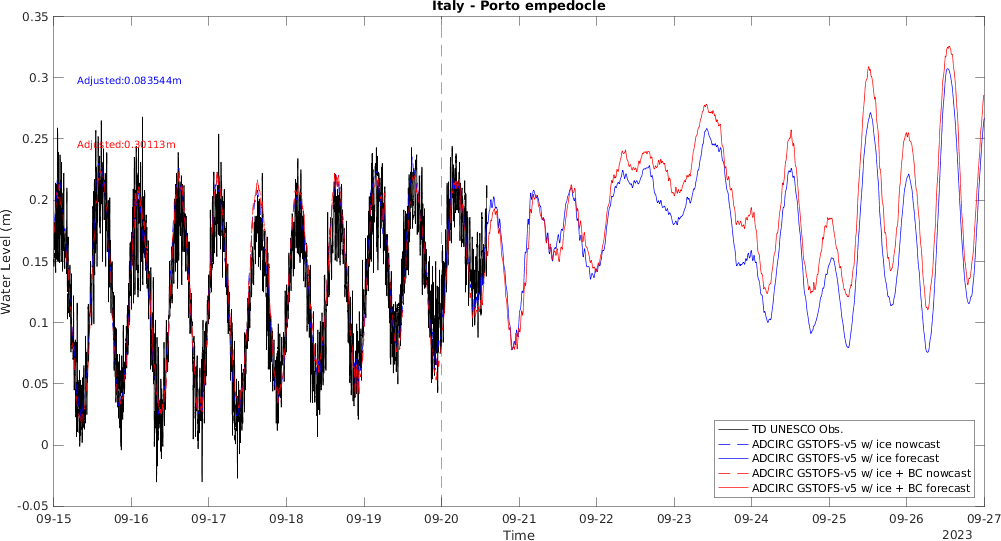 Italy - Porto empedocle
0.35
0.3
0.25
0.2
0.15
0.1
0.05
0
-0.05
Water Level (m)
Adjusted:0.083544m
Adjusted:0.30113m
TD UNESCO Obs.
ADCIRC GSTOFS-v5 w/ ice nowcast
ADCIRC GSTOFS-v5 w/ ice forecast
ADCIRC GSTOFS-v5 w/ ice + BC nowcast
ADCIRC GSTOFS-v5 w/ ice + BC forecast
09-15 09-16 09-17 09-18 09-19 09-20 09-21 09-22 09-23 09-24 09-25 09-26 09-27
Time
2023